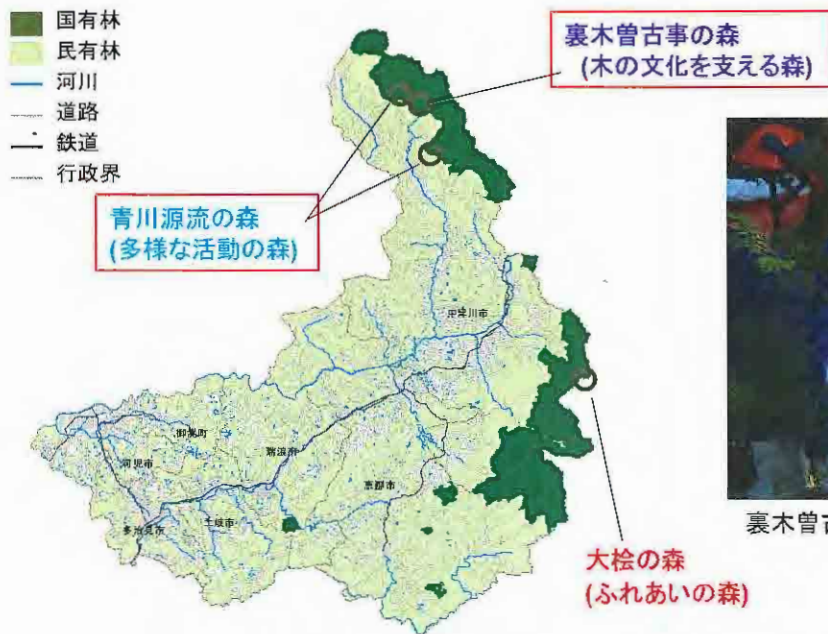 国有林
民有林
河川
道路
鉄道
行政界
裏木曽古事の森
(木の文化を支える森)
青川源流の森
(多様な活動の森)
中津川市
御嵩町
可児市
瑞浪市
恵那市
土岐市
多治見市
裏木曽古
大桧の森
(ふれあいの森)